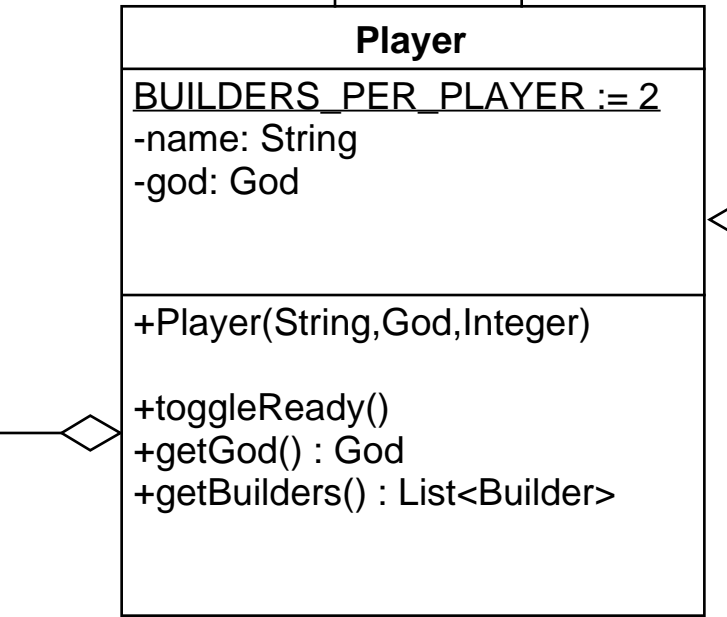 Player
BUILDERS_PER_PLAYER := 2
-name: String
-god: God
+Player(String,God,Integer)
+toggleReady()
+getGod() : God
+getBuilders() : List<Builder>